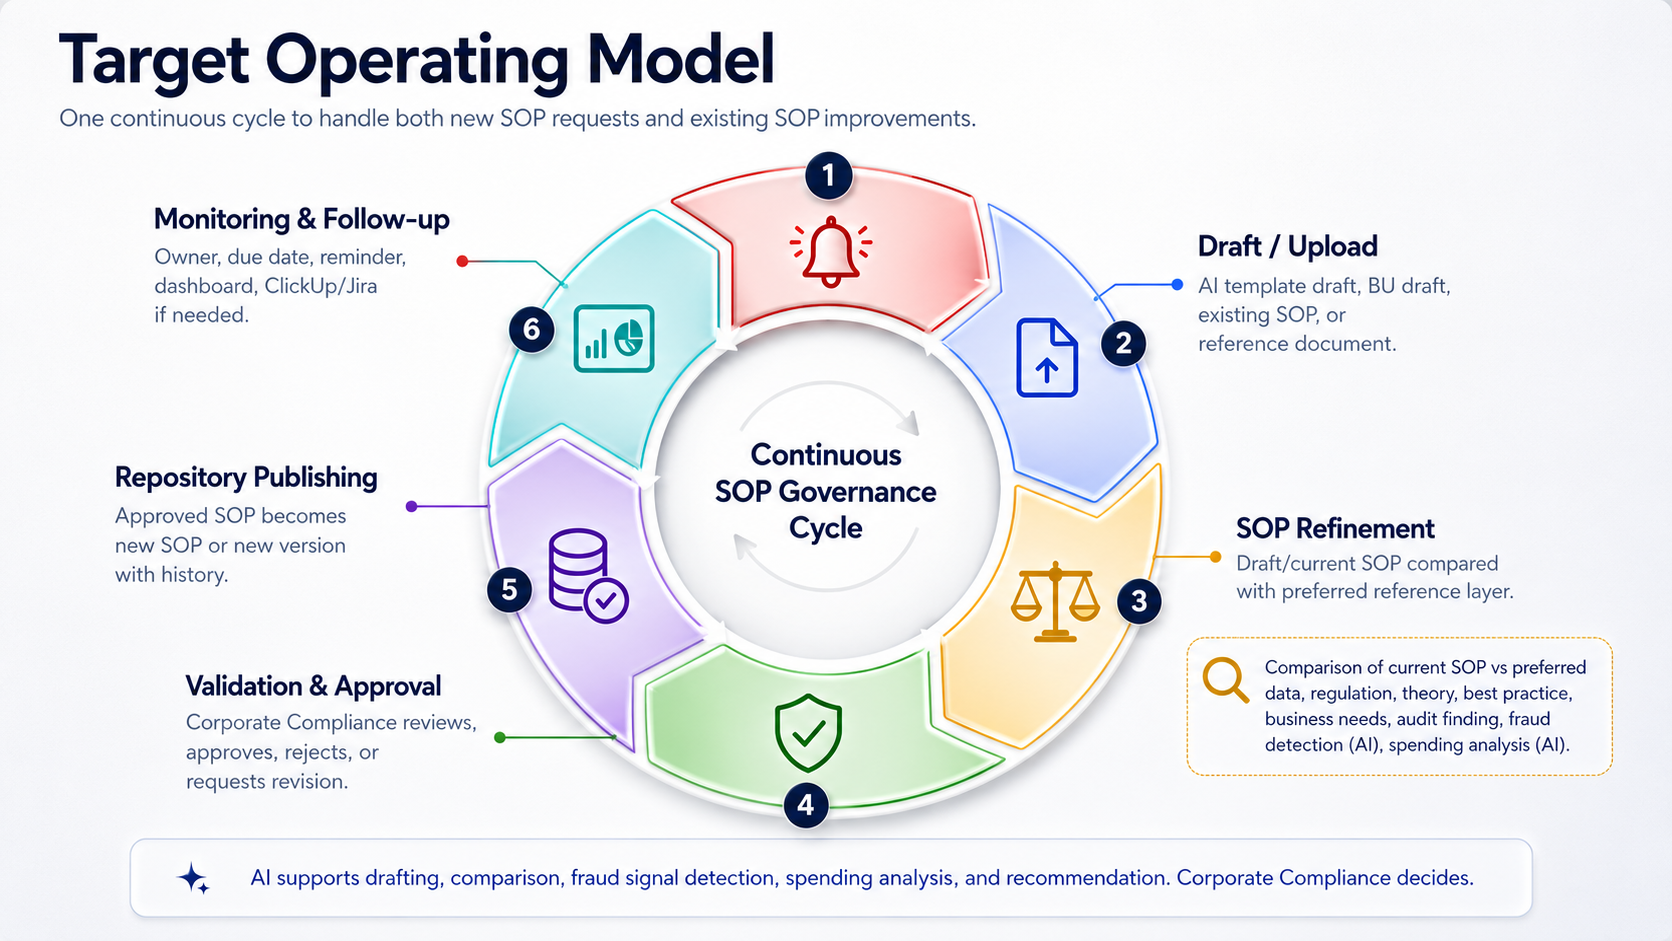 Target Operating Model
One continuous cycle to handle both new SOP requests and existing SOP improvements.
1
Draft / Upload
AI template draft, BU draft,
existing SOP, or
reference document.
2
SOP Refinement
Draft/current SOP compared
with preferred reference layer.
3
Comparison of current SOP vs preferred
data, regulation, theory, best practice,
business needs, audit finding, fraud
detection (AI), spending analysis (AI).
Validation & Approval
Corporate Compliance reviews,
approves, rejects, or
requests revision.
4
Repository Publishing
Approved SOP becomes
new SOP or new version
with history.
5
Monitoring & Follow-up
Owner, due date, reminder,
dashboard, ClickUp/Jira
if needed.
6
Continuous
SOP Governance
Cycle
AI supports drafting, comparison, fraud signal detection, spending analysis, and recommendation. Corporate Compliance decides.